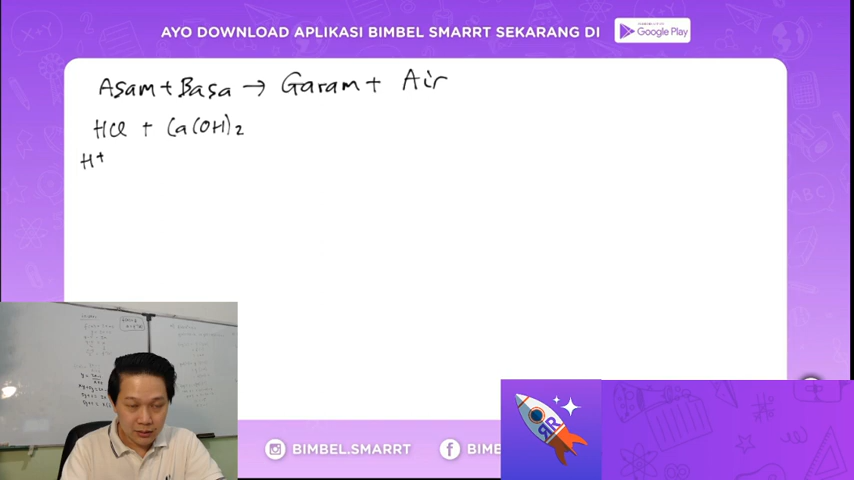 AYO DOWNLOAD APLIKASI BIMBEL SMARRT SEKARANG DI
Google Play
Asam + Basa → Garam + Air
HCl + Ca(OH)2
H+
BIMBEL.SMARRT
BIME